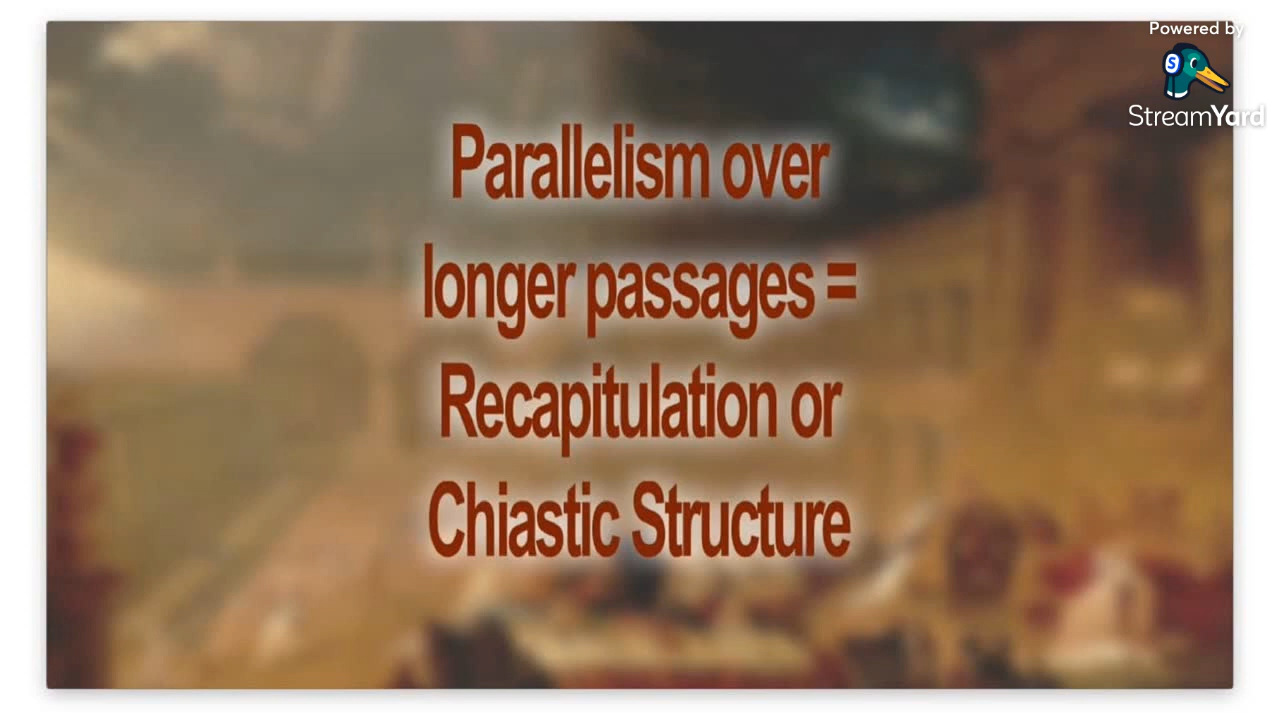 Powered by
S
StreamYard
Parallelism over
longer passages =
Recapitulation or
Chiastic Structure